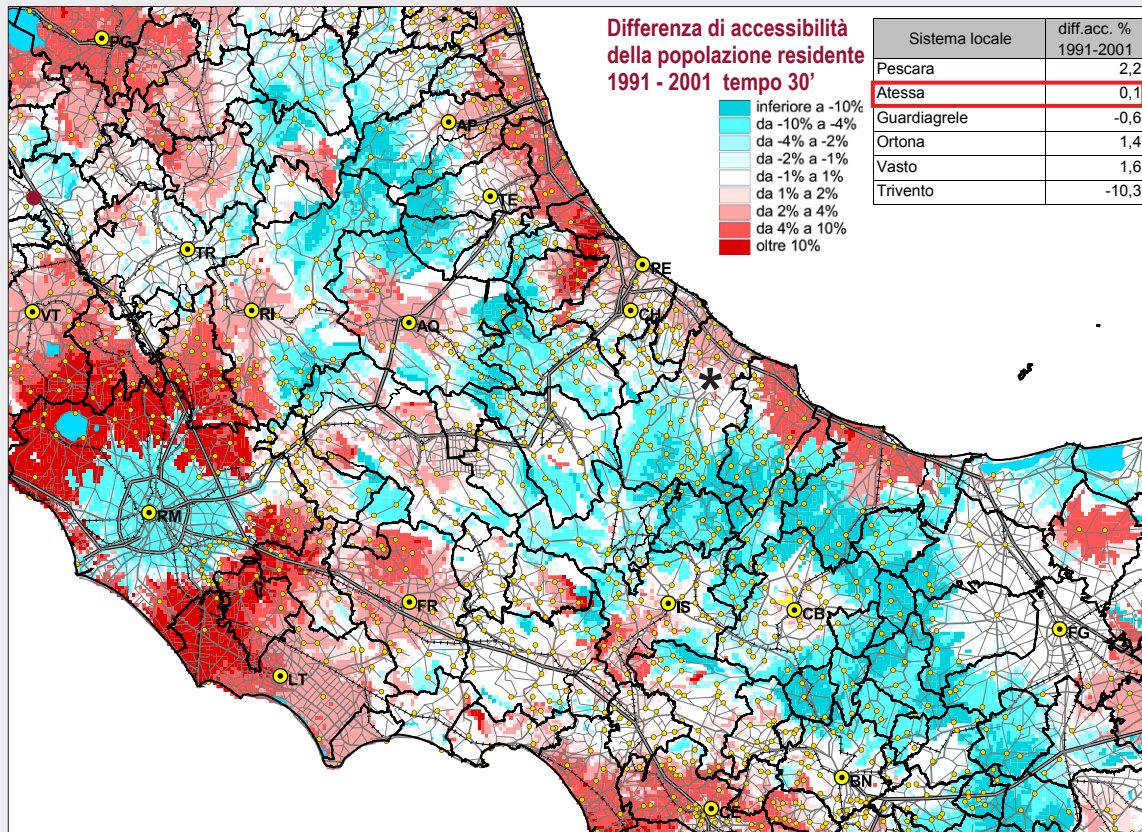 Differenza di accessibilità
della popolazione residente
1991 - 2001 tempo 30'
inferiore a -10%
da -10% a -4%
da -4% a -2%
da -2% a -1%
da -1% a 1%
da 1% a 2%
da 2% a 4%
da 4% a 10%
oltre 10%
Sistema locale diff.acc. % 1991-2001
Pescara 2,2
Atessa 0,1
Guardiagrele -0,6
Ortona 1,4
Vasto 1,6
Trivento -10,3
PG
AP
TE
TR
PE
VT
RI
AQ
CH
*
RM
FR
IS
CB
FG
LT
BN
CE